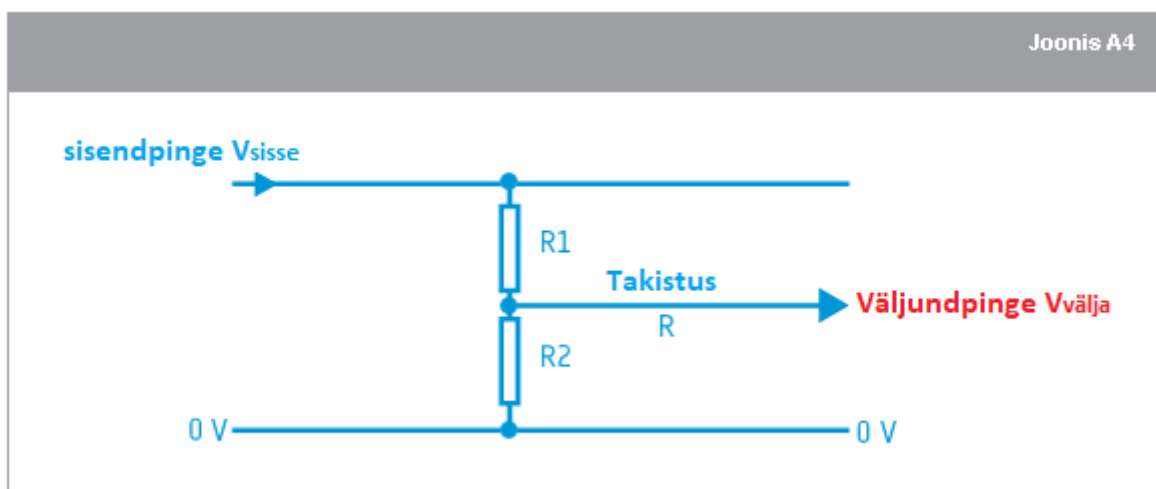 Joonis A4
sisendpinge Vsisse
R1
Takistus
R
Väljundpinge Vvälja
R2
0 V
0 V